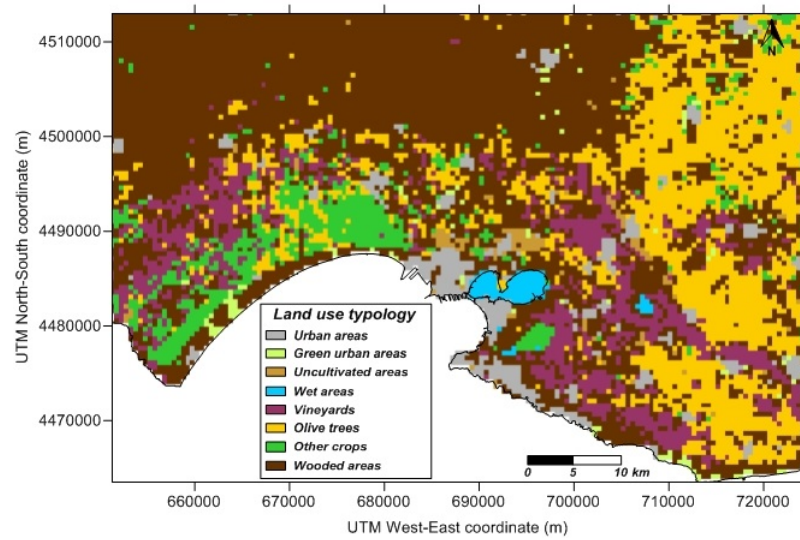 4510000
N
4500000
4490000
4480000
4470000
UTM North-South coordinate (m)
Land use typology
Urban areas
Green urban areas
Uncultivated areas
Wet areas
Vineyards
Olive trees
Other crops
Wooded areas
0 5 10 km
660000 670000 680000 690000 700000 710000 720000
UTM West-East coordinate (m)